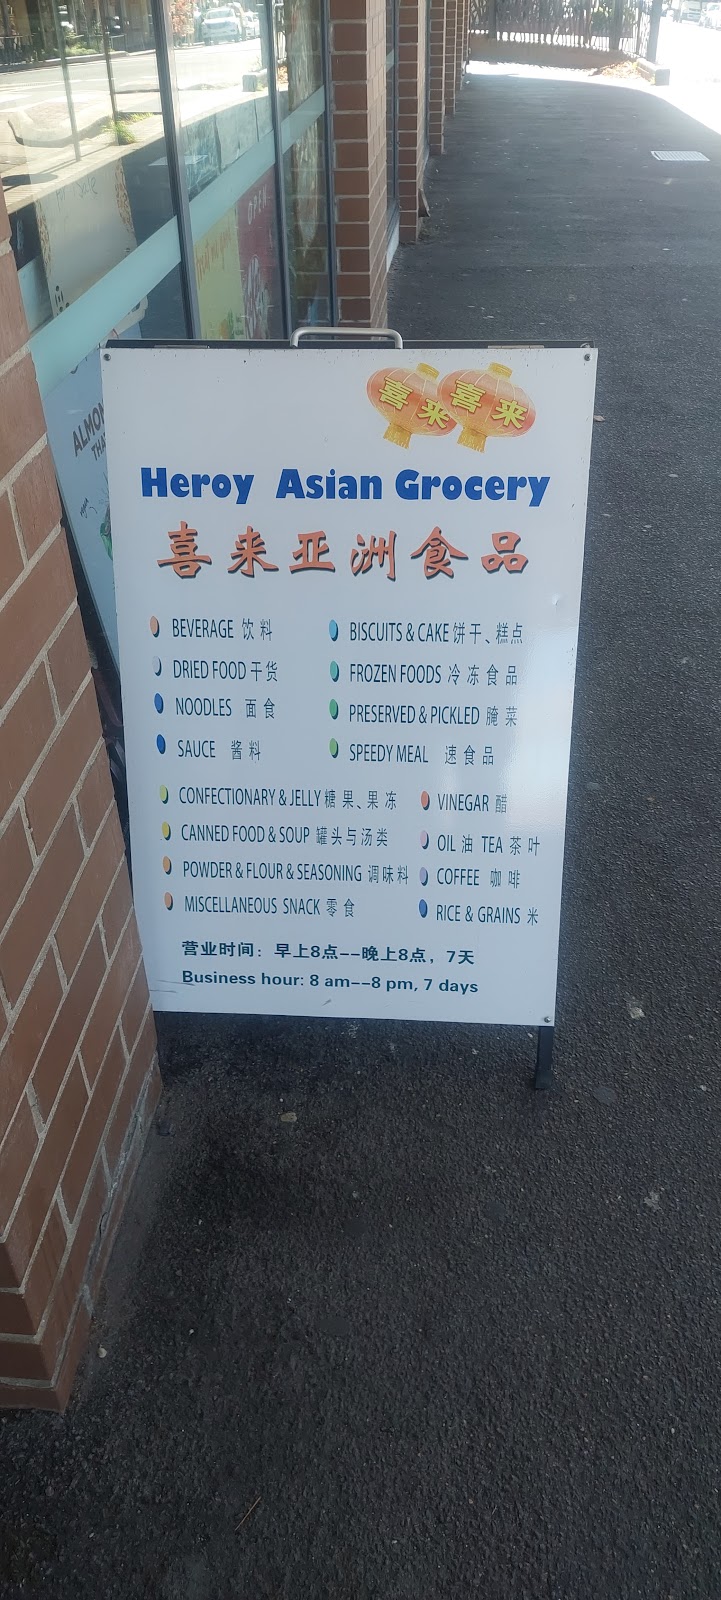 OPEN
ALMON
THA
喜来 喜来
Heroy Asian Grocery
喜来亚洲食品
BEVERAGE 饮料
BISCUITS & CAKE 饼干、糕点
DRIED FOOD 干货
FROZEN FOODS 冷冻食品
NOODLES 面食
PRESERVED & PICKLED 腌菜
SAUCE 酱料
SPEEDY MEAL 速食品
CONFECTIONARY & JELLY 糖果、果冻
VINEGAR 醋
CANNED FOOD & SOUP 罐头与汤类
OIL 油 TEA 茶叶
POWDER & FLOUR & SEASONING 调味料
COFFEE 咖啡
MISCELLANEOUS SNACK 零食
RICE & GRAINS 米
营业时间：早上8点--晚上8点，7天
Business hour: 8 am--8 pm, 7 days